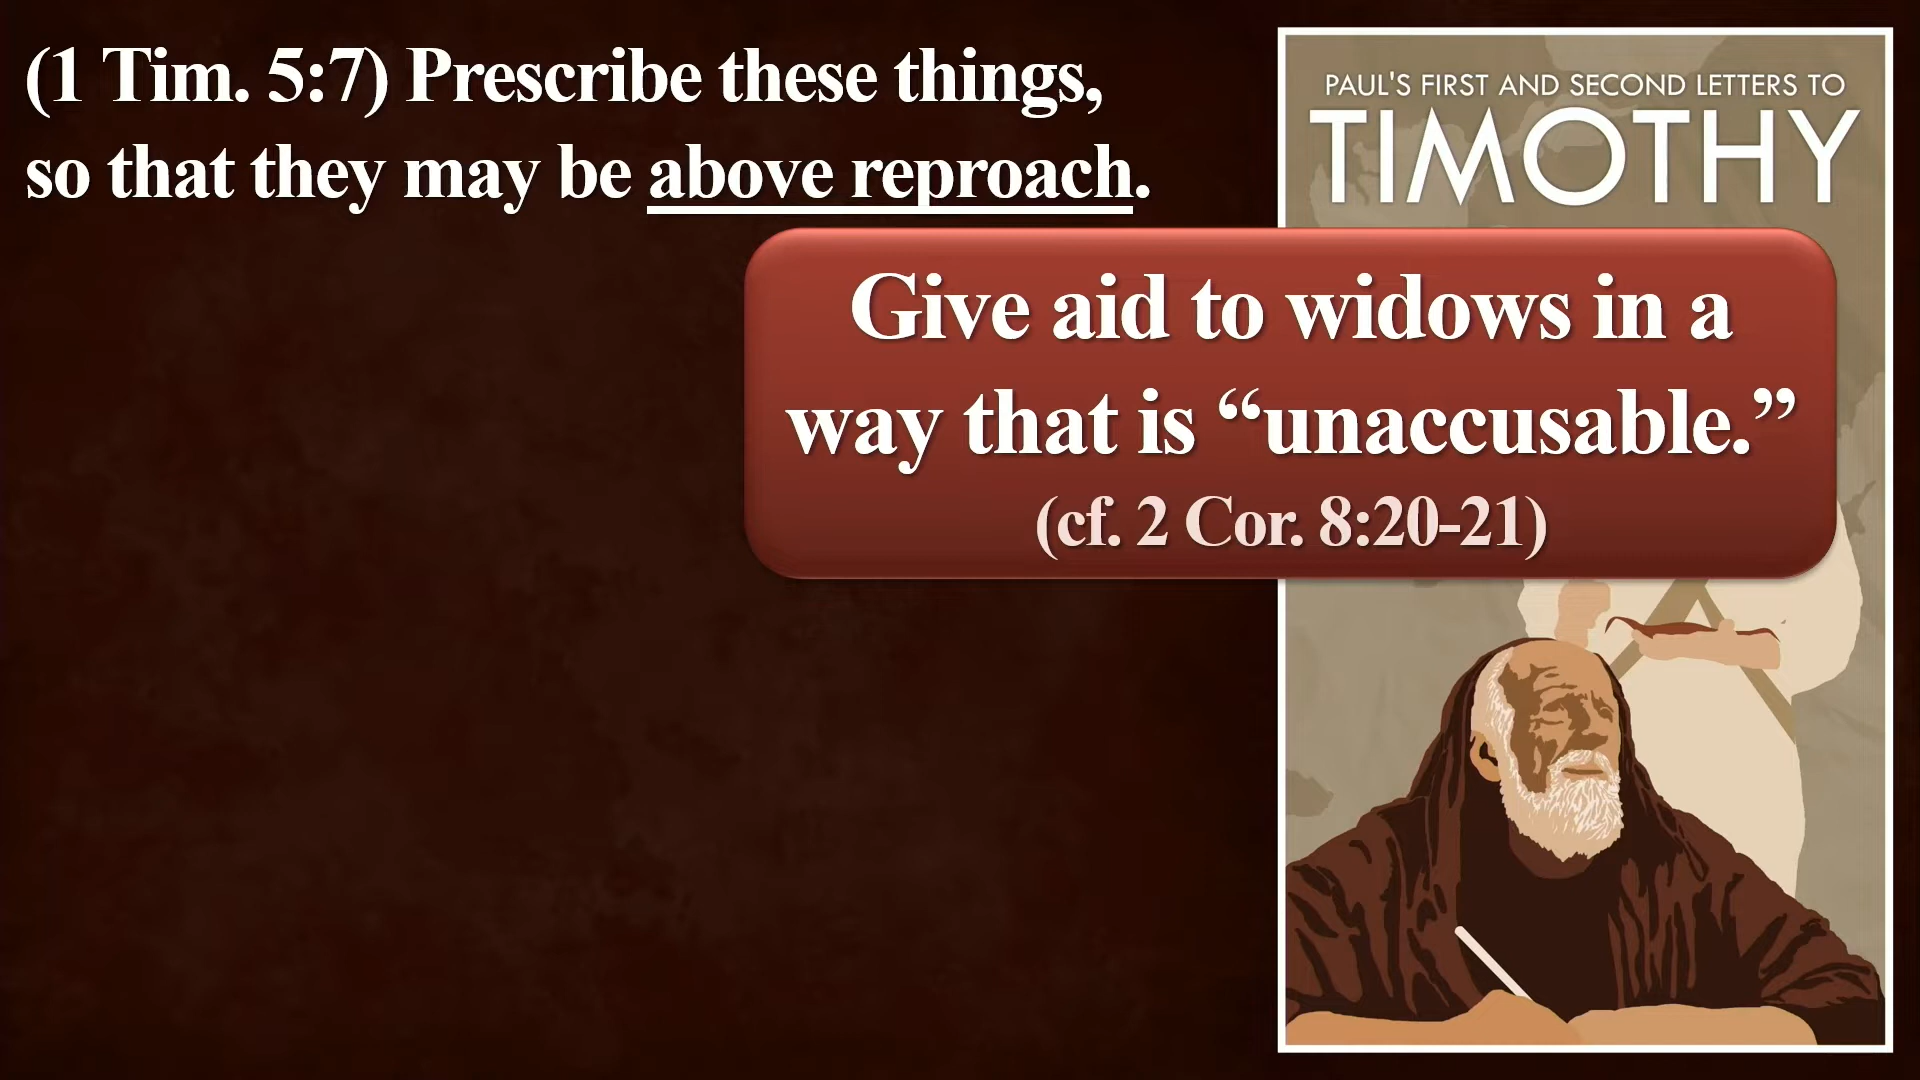 (1 Tim. 5:7) Prescribe these things,
so that they may be above reproach.
PAUL'S FIRST AND SECOND LETTERS TO
TIMOTHY
Give aid to widows in a
way that is “unaccusable.”
(cf. 2 Cor. 8:20-21)